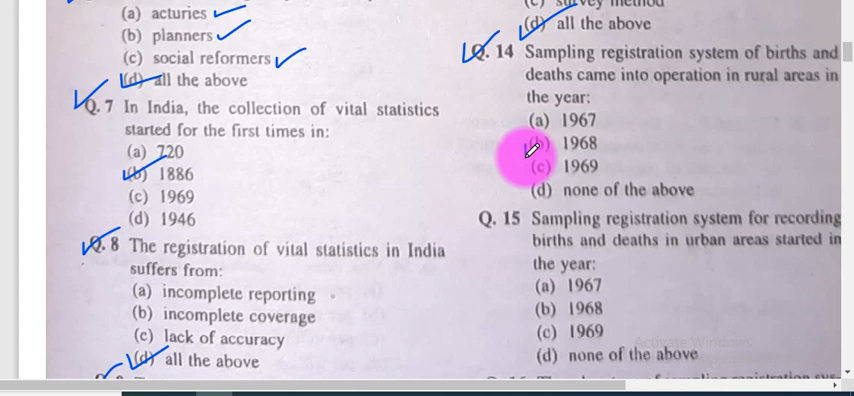 (a) acturies
(b) planners
(c) social reformers
(d) all the above
Q. 7 In India, the collection of vital statistics
started for the first times in:
(a) 720
(b) 1886
(c) 1969
(d) 1946
Q. 8 The registration of vital statistics in India
suffers from:
(a) incomplete reporting
(b) incomplete coverage
(c) lack of accuracy
(d) all the above
(c) survey method
(d) all the above
Q. 14 Sampling registration system of births and
deaths came into operation in rural areas in
the year:
(a) 1967
(b) 1968
(c) 1969
(d) none of the above
Q. 15 Sampling registration system for recording
births and deaths in urban areas started in
the year:
(a) 1967
(b) 1968
(c) 1969
(d) none of the above
Activate Windows